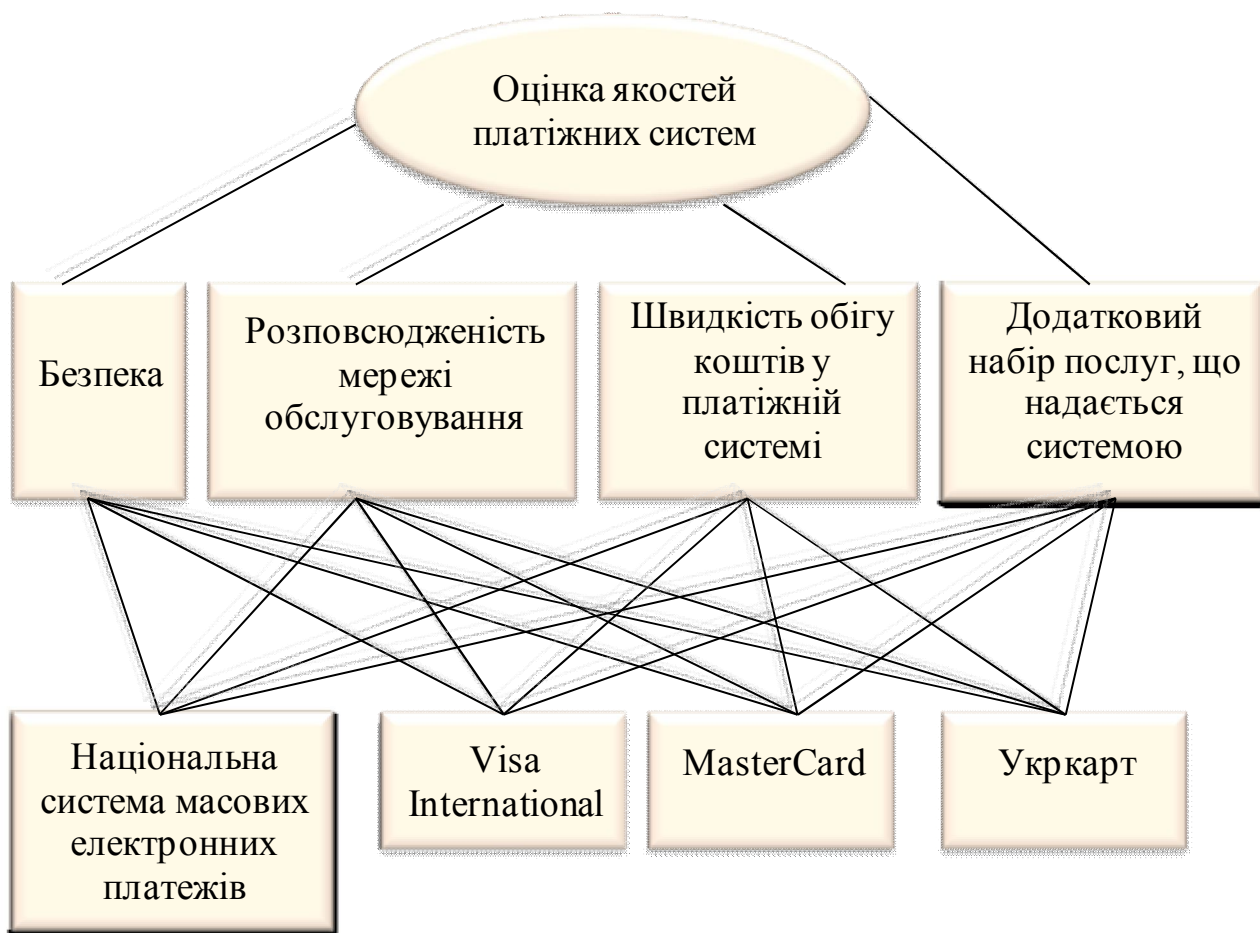 Оцінка якостей
платіжних систем
Безпека
Розповсюдженість
мережі
обслуговування
Швидкість обігу
коштів у
платіжній
системі
Додатковий
набір послуг, що
надається
системою
Національна
система масових
електронних
платежів
Visa
International
MasterCard
Укркарт